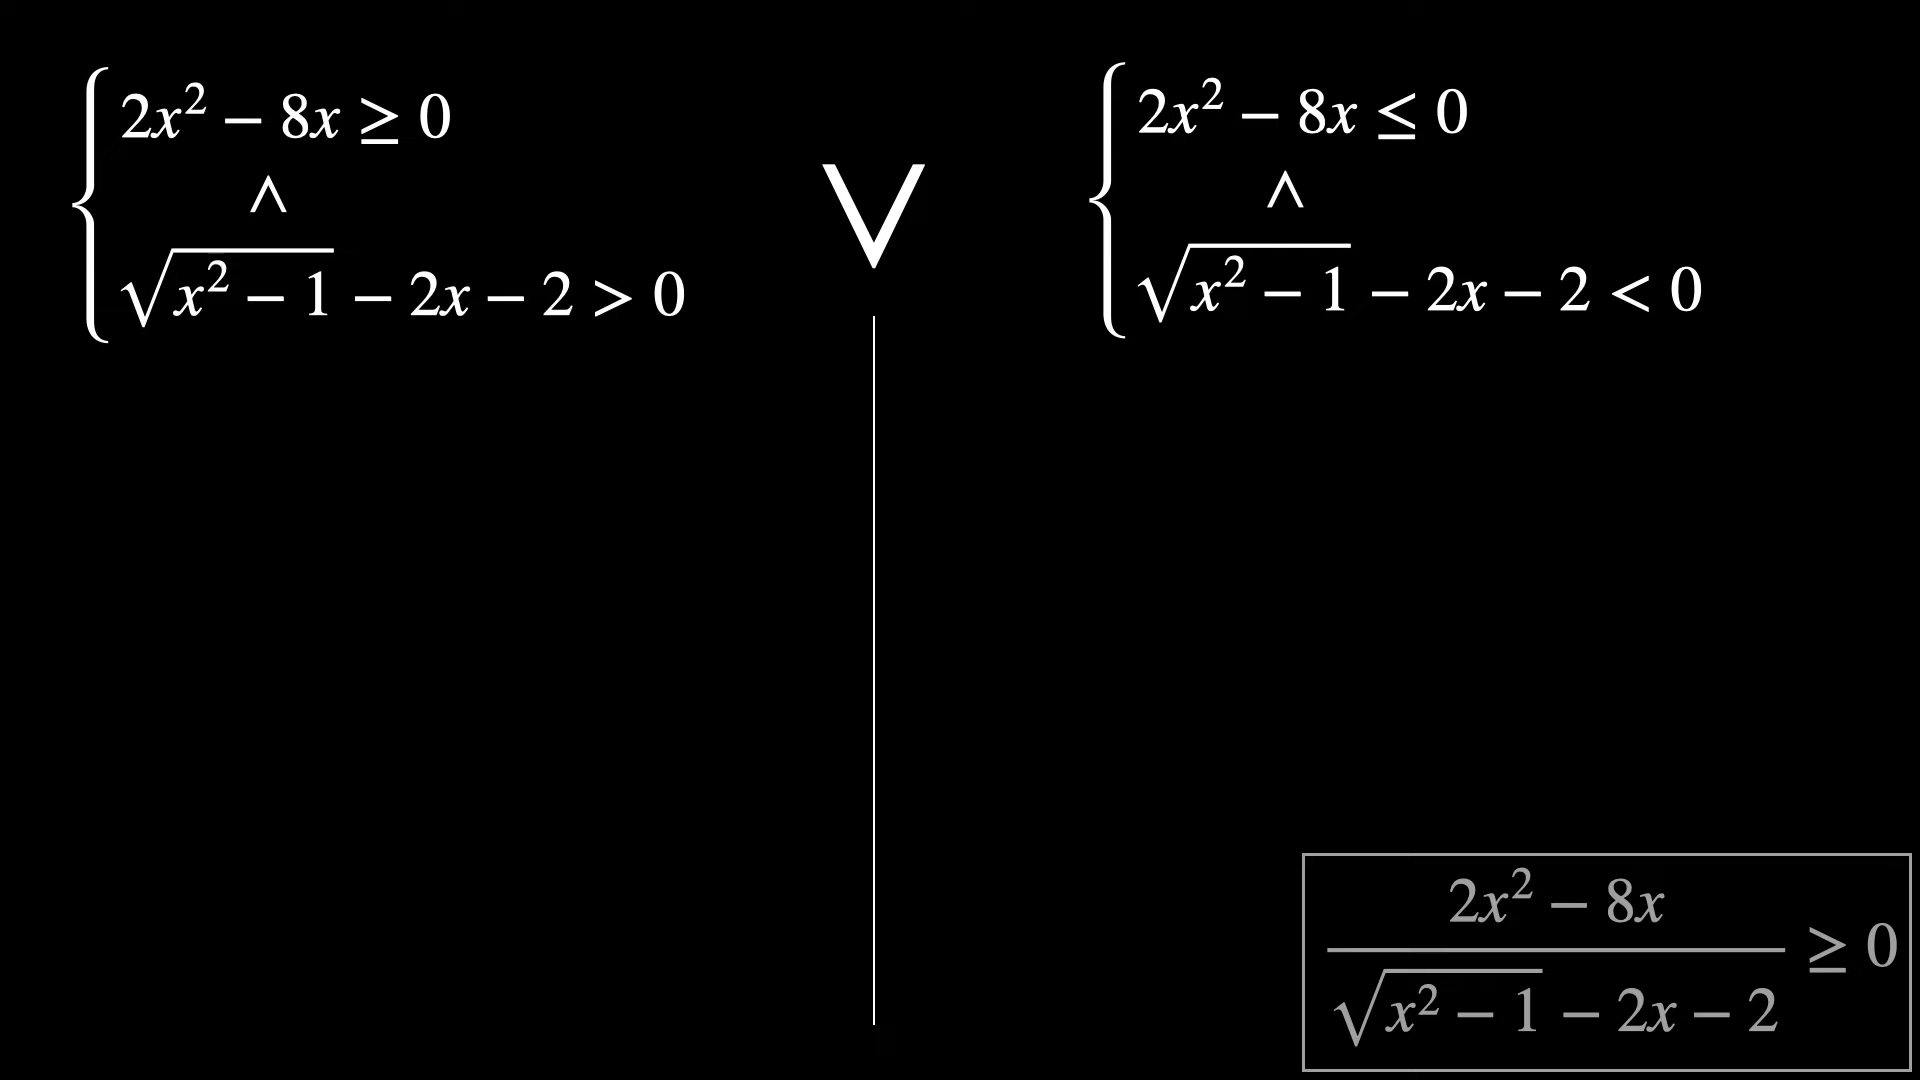 2x² − 8x ≥ 0
∧
√(x² − 1) − 2x − 2 > 0
∨
2x² − 8x ≤ 0
∧
√(x² − 1) − 2x − 2 < 0
(2x² − 8x) / (√(x² − 1) − 2x − 2) ≥ 0